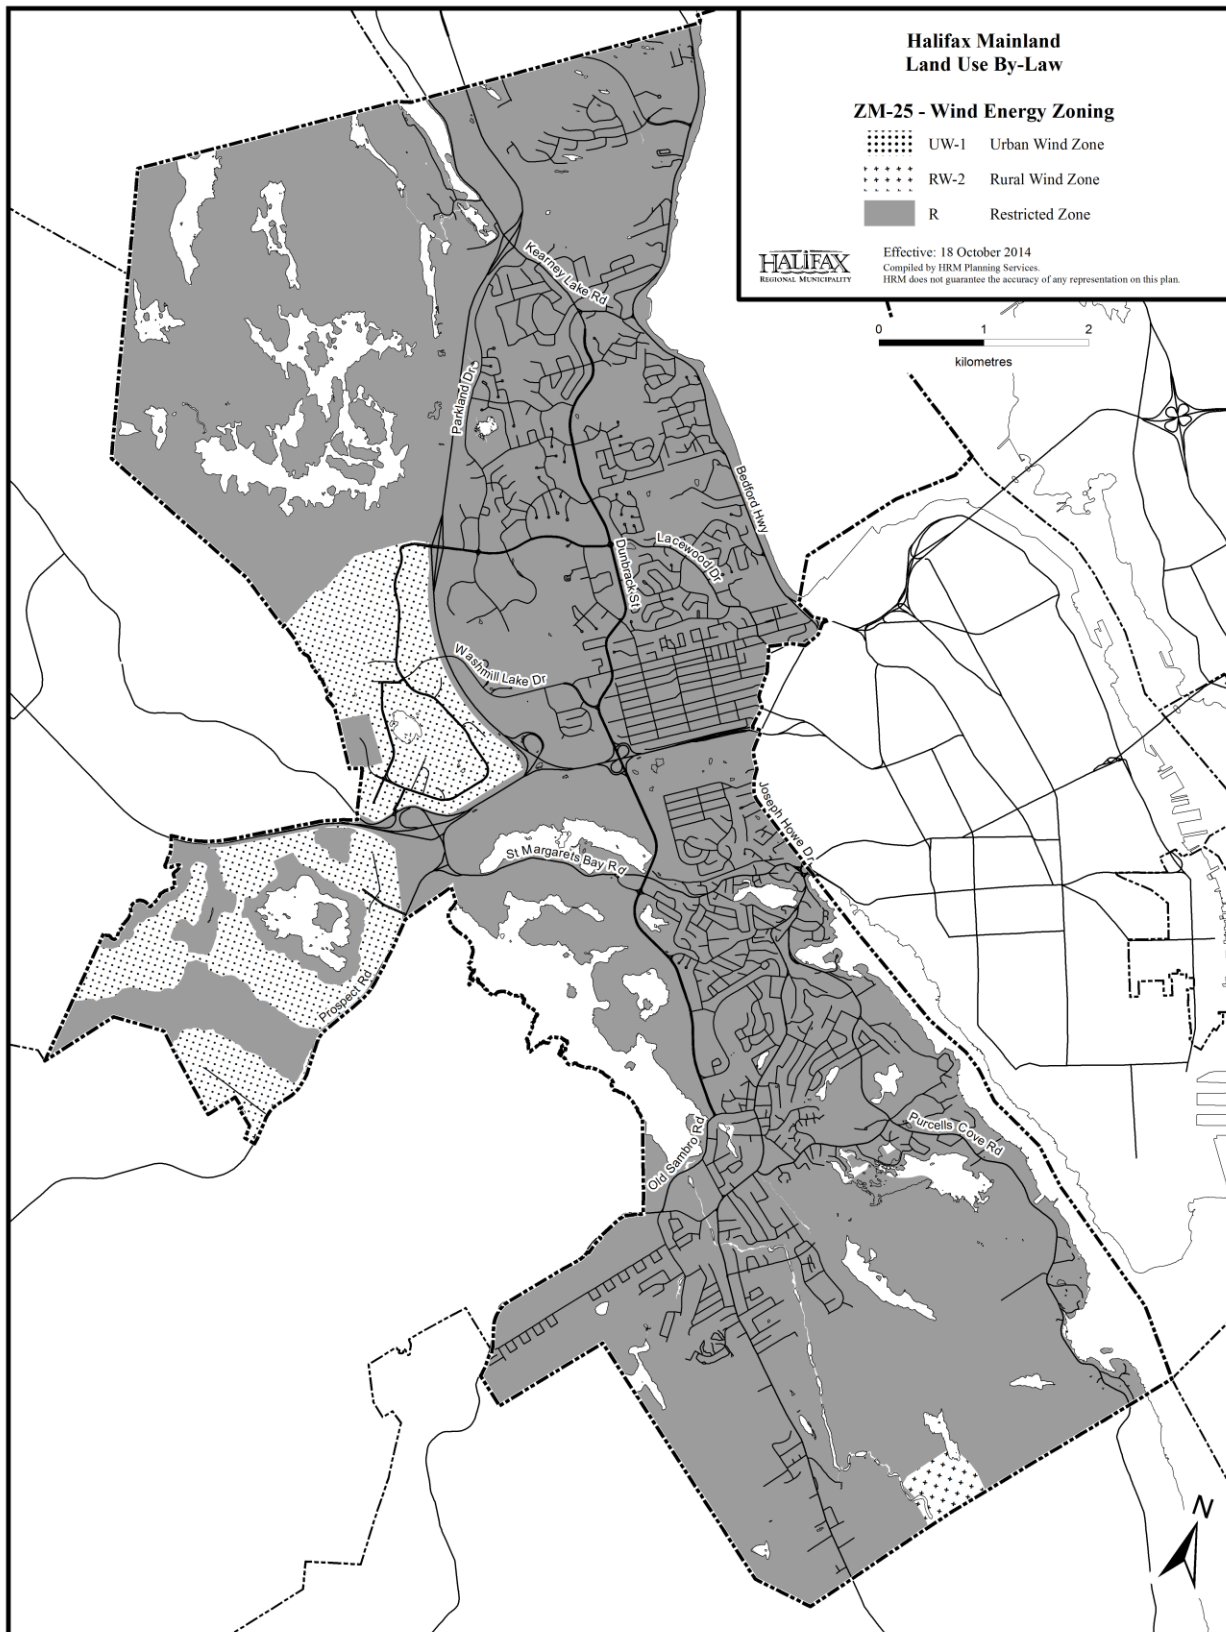 Halifax Mainland
Land Use By-Law
ZM-25 - Wind Energy Zoning
UW-1 Urban Wind Zone
RW-2 Rural Wind Zone
R Restricted Zone
HALIFAX
REGIONAL MUNICIPALITY
Effective: 18 October 2014
Compiled by HRM Planning Services.
HRM does not guarantee the accuracy of any representation on this plan.
0 1 2
kilometres
Kearney Lake Rd
Parkland Dr
Bedford Hwy
Lacewood Dr
Dunbrack St
Washmill Lake Dr
Joseph Howe Dr
St Margarets Bay Rd
Prospect Rd
Purcells Cove Rd
Old Sambro Rd
N